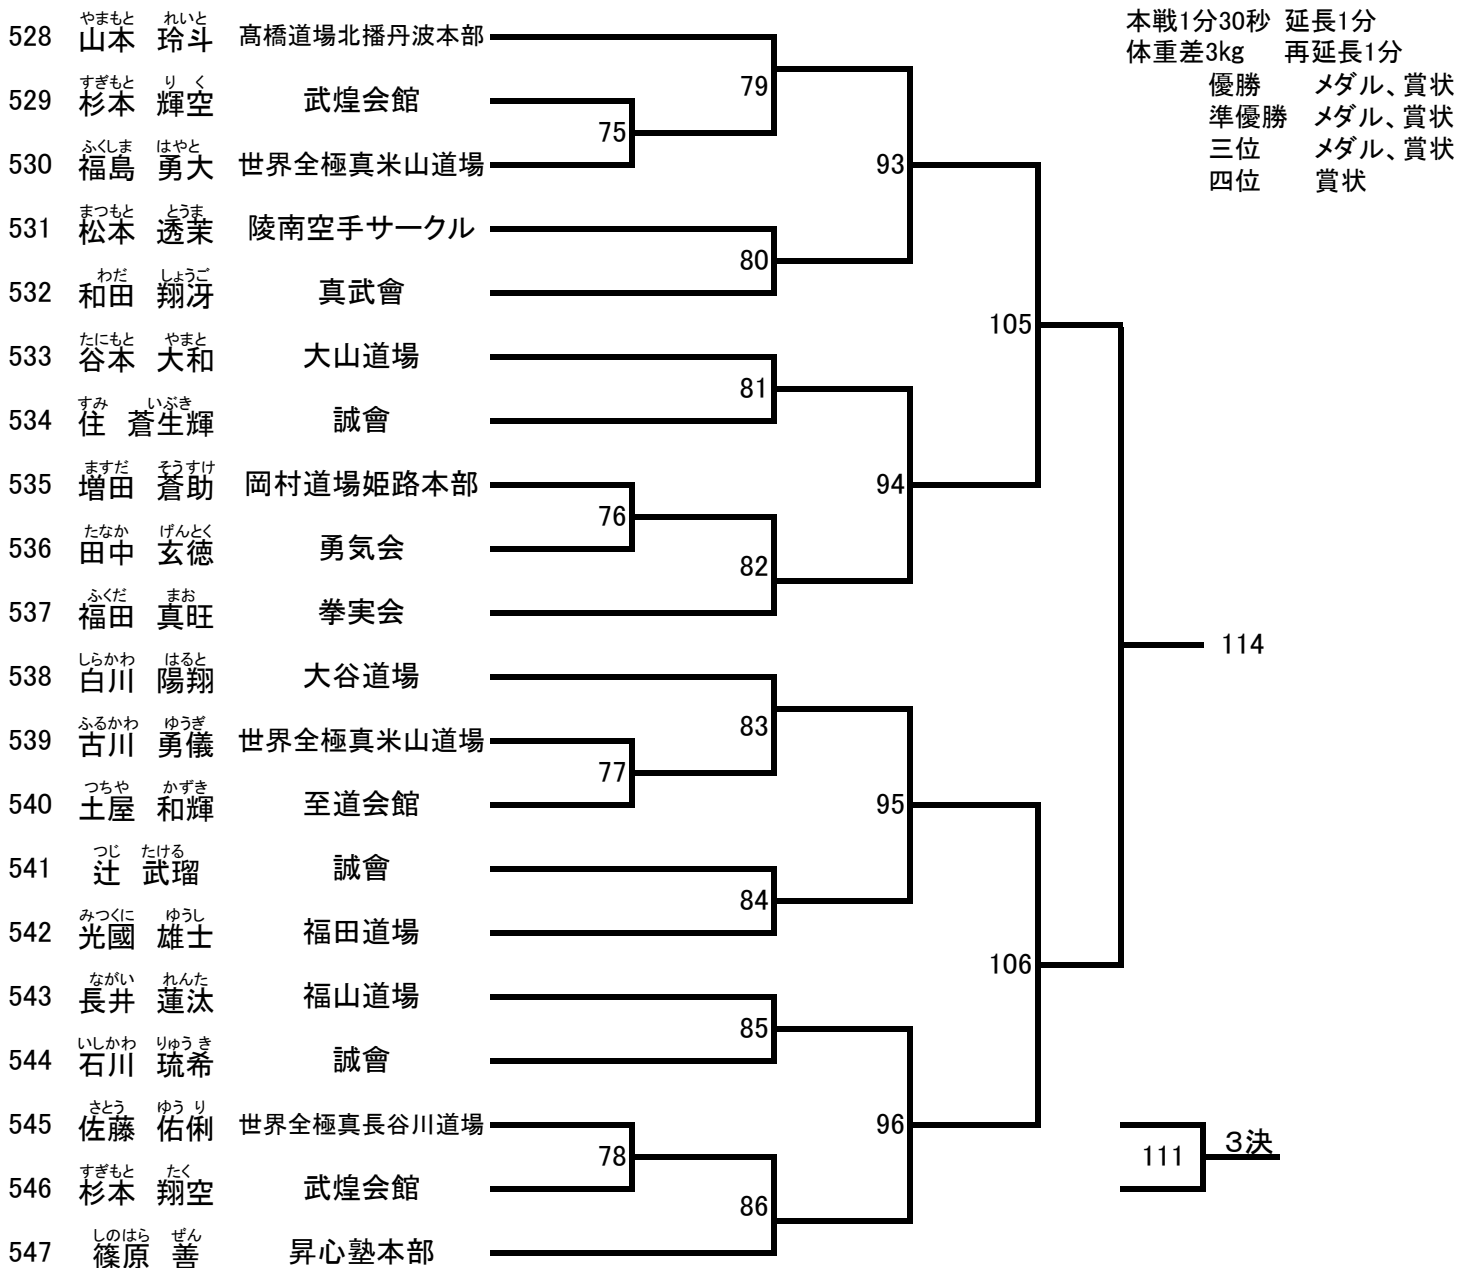 本戦1分30秒 延長1分
体重差3kg 再延長1分
優勝 メダル、賞状
準優勝 メダル、賞状
三位 メダル、賞状
四位 賞状
やまもと れいと
528 山本 玲斗 髙橋道場北播丹波本部
すぎもと りく
529 杉本 輝空 武煌会館
ふくしま はやと
530 福島 勇大 世界全極真米山道場
まつもと とうま
531 松本 透茉 陵南空手サークル
わだ しょうご
532 和田 翔冴 真武會
たにもと やまと
533 谷本 大和 大山道場
すみ いぶき
534 住 蒼生輝 誠會
ますだ そうすけ
535 増田 蒼助 岡村道場姫路本部
たなか げんとく
536 田中 玄徳 勇気会
ふくだ まお
537 福田 真旺 拳実会
しらかわ はると
538 白川 陽翔 大谷道場
ふるかわ ゆうぎ
539 古川 勇儀 世界全極真米山道場
つちや かずき
540 土屋 和輝 至道会館
つじ たける
541 辻 武瑠 誠會
みつくに ゆうし
542 光國 雄士 福田道場
ながい れんた
543 長井 蓮汰 福山道場
いしかわ りゅうき
544 石川 琉希 誠會
さとう ゆうり
545 佐藤 佑俐 世界全極真長谷川道場
すぎもと たく
546 杉本 翔空 武煌会館
しのはら ぜん
547 篠原 善 昇心塾本部
75
76
77
78
79
80
81
82
83
84
85
86
93
94
95
96
105
106
114
111 3決